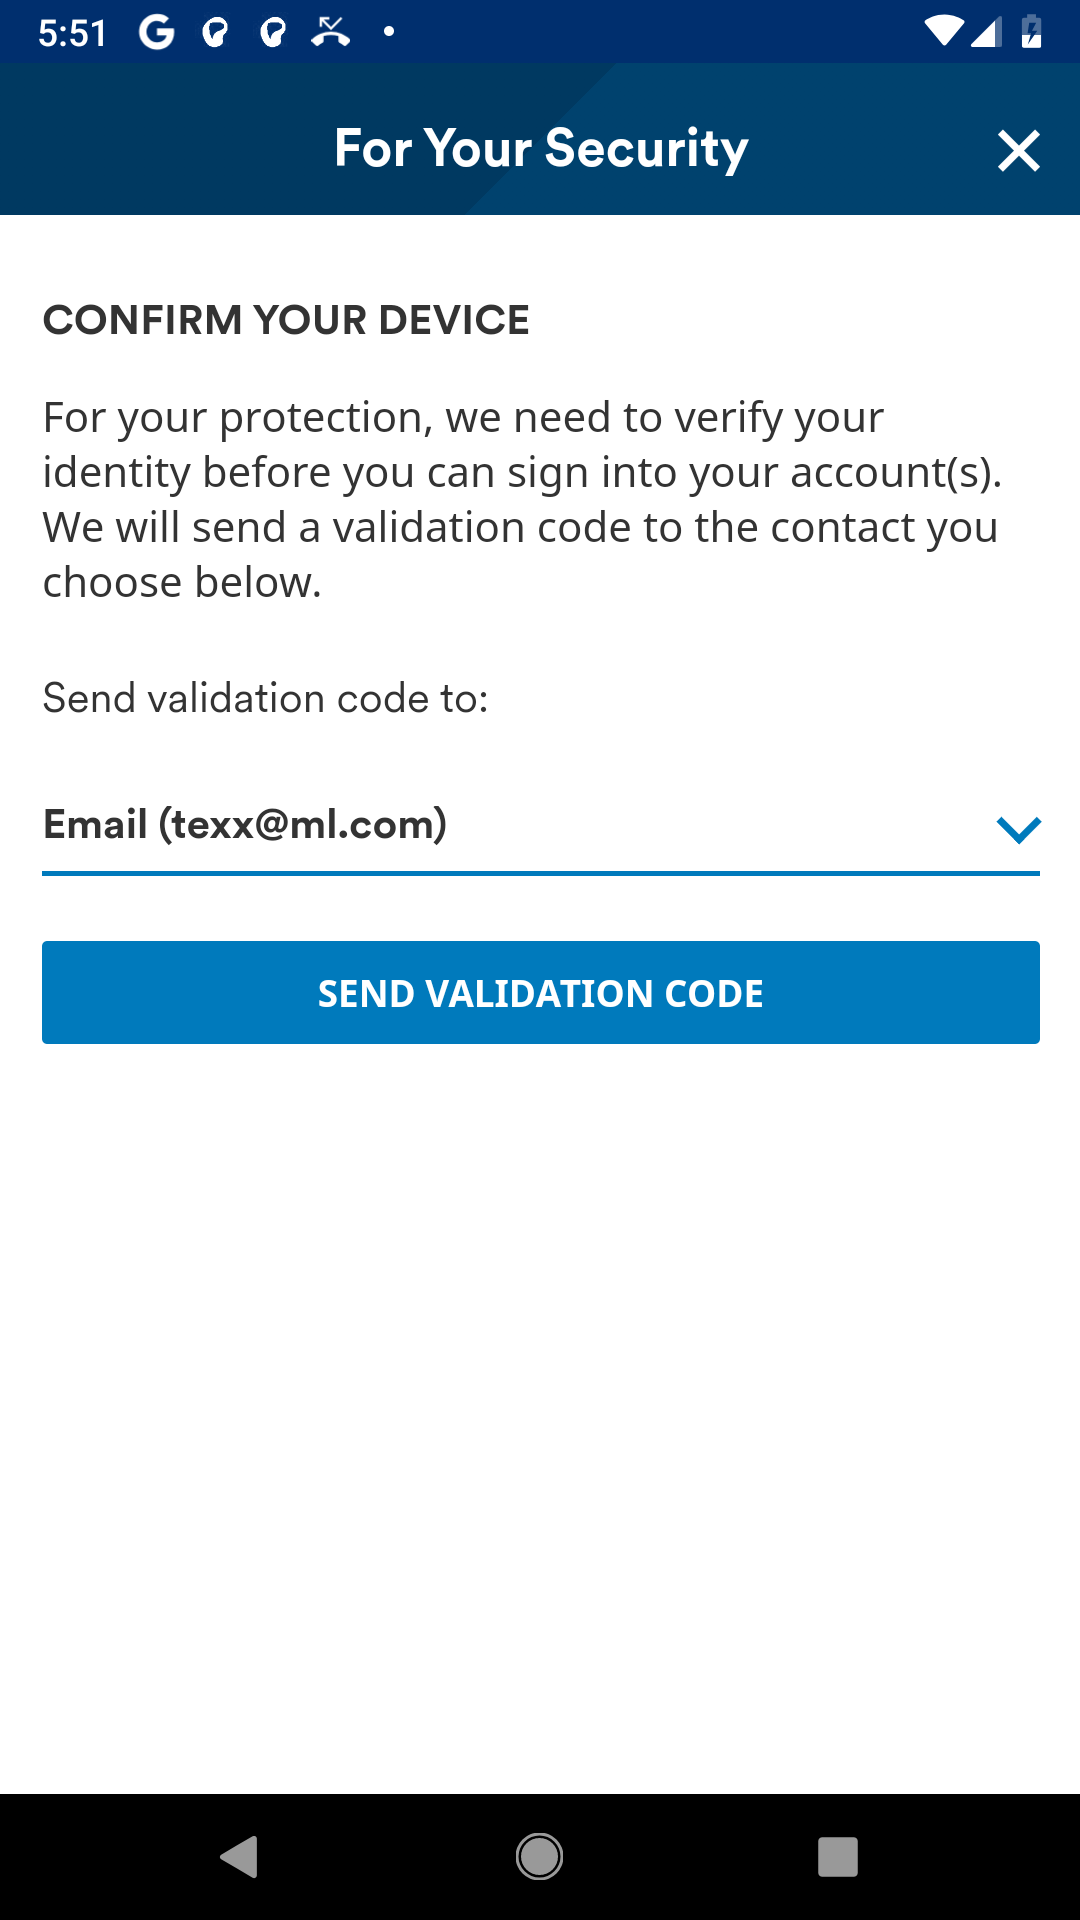 5:51
For Your Security
CONFIRM YOUR DEVICE
For your protection, we need to verify your
identity before you can sign into your account(s).
We will send a validation code to the contact you
choose below.
Send validation code to:
Email (texx@ml.com)
SEND VALIDATION CODE